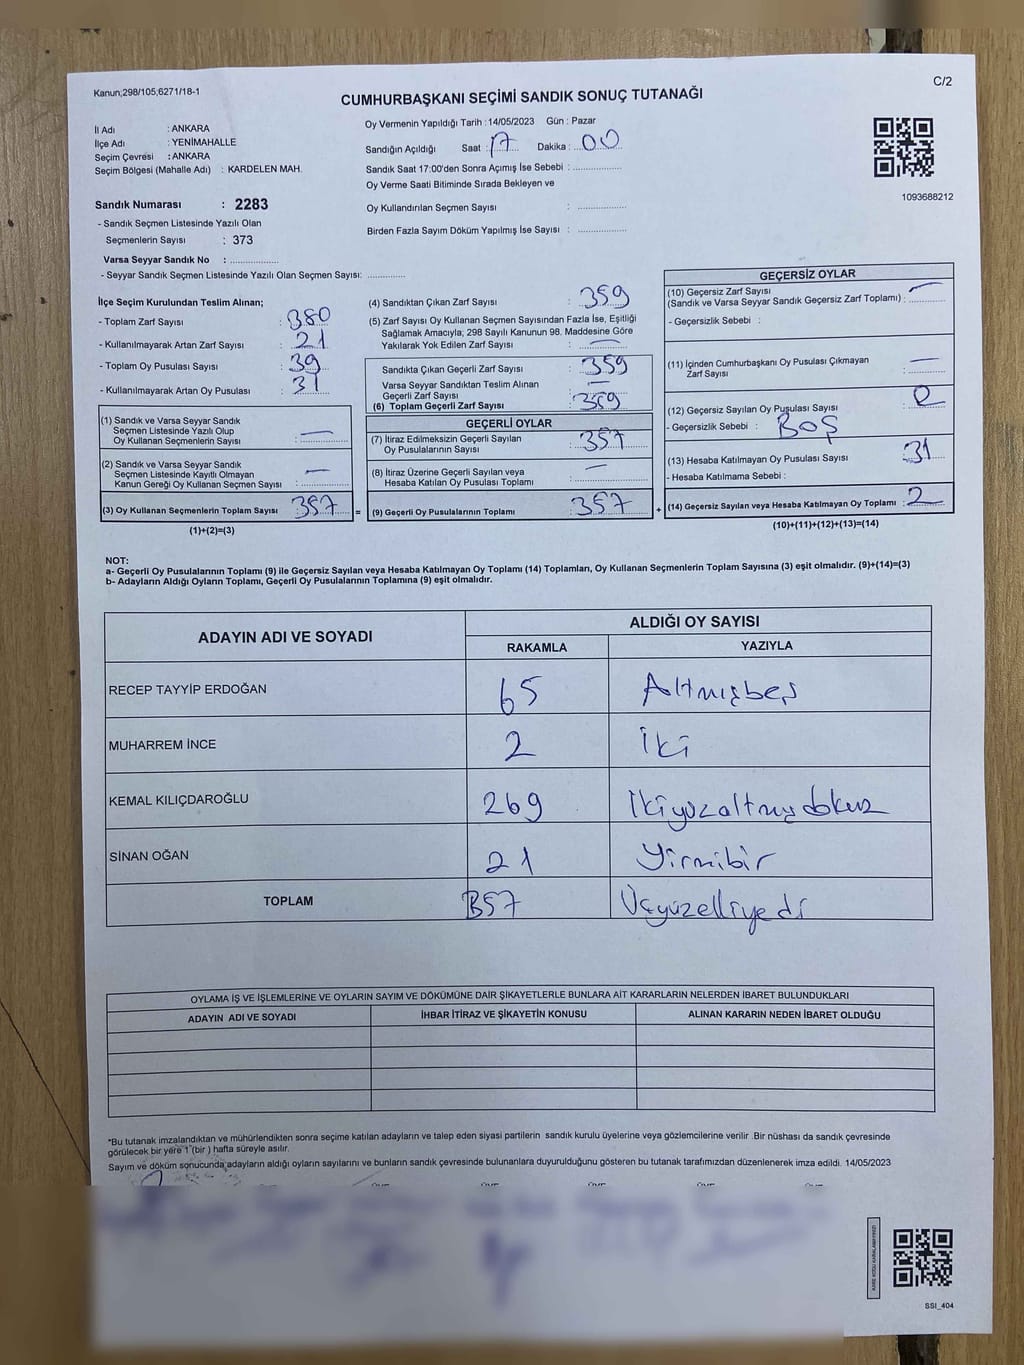 Kanun;298/105;6271/18-1
C/2
CUMHURBAŞKANI SEÇİMİ SANDIK SONUÇ TUTANAĞI
İl Adı : ANKARA
İlçe Adı : YENİMAHALLE
Seçim Çevresi : ANKARA
Seçim Bölgesi (Mahalle Adı) : KARDELEN MAH.
Sandık Numarası : 2283
- Sandık Seçmen Listesinde Yazılı Olan
Seçmenlerin Sayısı : 373
Varsa Seyyar Sandık No :
- Seyyar Sandık Seçmen Listesinde Yazılı Olan Seçmen Sayısı:
Oy Vermenin Yapıldığı Tarih : 14/05/2023 Gün : Pazar
Sandığın Açıldığı Saat : 17 Dakika : 00
Sandık Saat 17:00'den Sonra Açımış İse Sebebi :
Oy Verme Saati Bitiminde Sırada Bekleyen ve
Oy Kullandırılan Seçmen Sayısı :
Birden Fazla Sayım Döküm Yapılmış İse Sayısı :
1093688212
İlçe Seçim Kurulundan Teslim Alınan;
- Toplam Zarf Sayısı : 380
- Kullanılmayarak Artan Zarf Sayısı : 21
- Toplam Oy Pusulası Sayısı : 39
- Kullanılmayarak Artan Oy Pusulası : 31
(1) Sandık ve Varsa Seyyar Sandık
Seçmen Listesinde Yazılı Olup
Oy Kullanan Seçmenlerin Sayısı : —
(2) Sandık ve Varsa Seyyar Sandık
Seçmen Listesinde Kayıtlı Olmayan
Kanun Gereği Oy Kullanan Seçmen Sayısı : —
(3) Oy Kullanan Seçmenlerin Toplam Sayısı : 357
(1)+(2)=(3)
(4) Sandıktan Çıkan Zarf Sayısı : 359
(5) Zarf Sayısı Oy Kullanan Seçmen Sayısından Fazla İse, Eşitliği
Sağlamak Amacıyla; 298 Sayılı Kanunun 98. Maddesine Göre
Yakılarak Yok Edilen Zarf Sayısı : —
Sandıkta Çıkan Geçerli Zarf Sayısı : 359
Varsa Seyyar Sandıktan Teslim Alınan
Geçerli Zarf Sayısı : —
(6) Toplam Geçerli Zarf Sayısı : 359
GEÇERLİ OYLAR
(7) İtiraz Edilmeksizin Geçerli Sayılan
Oy Pusulalarının Sayısı : 357
(8) İtiraz Üzerine Geçerli Sayılan veya
Hesaba Katılan Oy Pusulası Toplamı : —
= (9) Geçerli Oy Pusulalarının Toplamı : 357
GEÇERSİZ OYLAR
(10) Geçersiz Zarf Sayısı
(Sandık ve Varsa Seyyar Sandık Geçersiz Zarf Toplamı) : —
- Geçersizlik Sebebi :
(11) İçinden Cumhurbaşkanı Oy Pusulası Çıkmayan
Zarf Sayısı : —
(12) Geçersiz Sayılan Oy Pusulası Sayısı :
- Geçersizlik Sebebi : BOŞ
(13) Hesaba Katılmayan Oy Pusulası Sayısı : 31
- Hesaba Katılmama Sebebi :
+ (14) Geçersiz Sayılan veya Hesaba Katılmayan Oy Toplamı : 2
(10)+(11)+(12)+(13)=(14)
NOT:
a- Geçerli Oy Pusulalarının Toplamı (9) ile Geçersiz Sayılan veya Hesaba Katılmayan Oy Toplamı (14) Toplamları, Oy Kullanan Seçmenlerin Toplam Sayısına (3) eşit olmalıdır. (9)+(14)=(3)
b- Adayların Aldığı Oyların Toplamı, Geçerli Oy Pusulalarının Toplamına (9) eşit olmalıdır.
ADAYIN ADI VE SOYADI
ALDIĞI OY SAYISI
RAKAMLA YAZIYLA
RECEP TAYYİP ERDOĞAN 65 Altmışbeş
MUHARREM İNCE 2 İki
KEMAL KILIÇDAROĞLU 269 İkiyüzaltmışdokuz
SİNAN OĞAN 21 Yirmibir
TOPLAM 357 Üçyüzelliyedi
OYLAMA İŞ VE İŞLEMLERİNE VE OYLARIN SAYIM VE DÖKÜMÜNE DAİR ŞİKAYETLERLE BUNLARA AİT KARARLARIN NELERDEN İBARET BULUNDUKLARI
ADAYIN ADI VE SOYADI İHBAR İTİRAZ VE ŞİKAYETİN KONUSU ALINAN KARARIN NEDEN İBARET OLDUĞU
*Bu tutanak imzalandıktan ve mühürlendikten sonra seçime katılan adayların ve talep eden siyasi partilerin sandık kurulu üyelerine veya gözlemcilerine verilir .Bir nüshası da sandık çevresinde
görülecek bir yere 1 (bir ) hafta süreyle asılır.
Sayım ve döküm sonucunda adayların aldığı oyların sayılarını ve bunların sandık çevresinde bulunanlara duyurulduğunu gösteren bu tutanak tarafımızdan düzenlenerek imza edildi. 14/05/2023
SSI_404